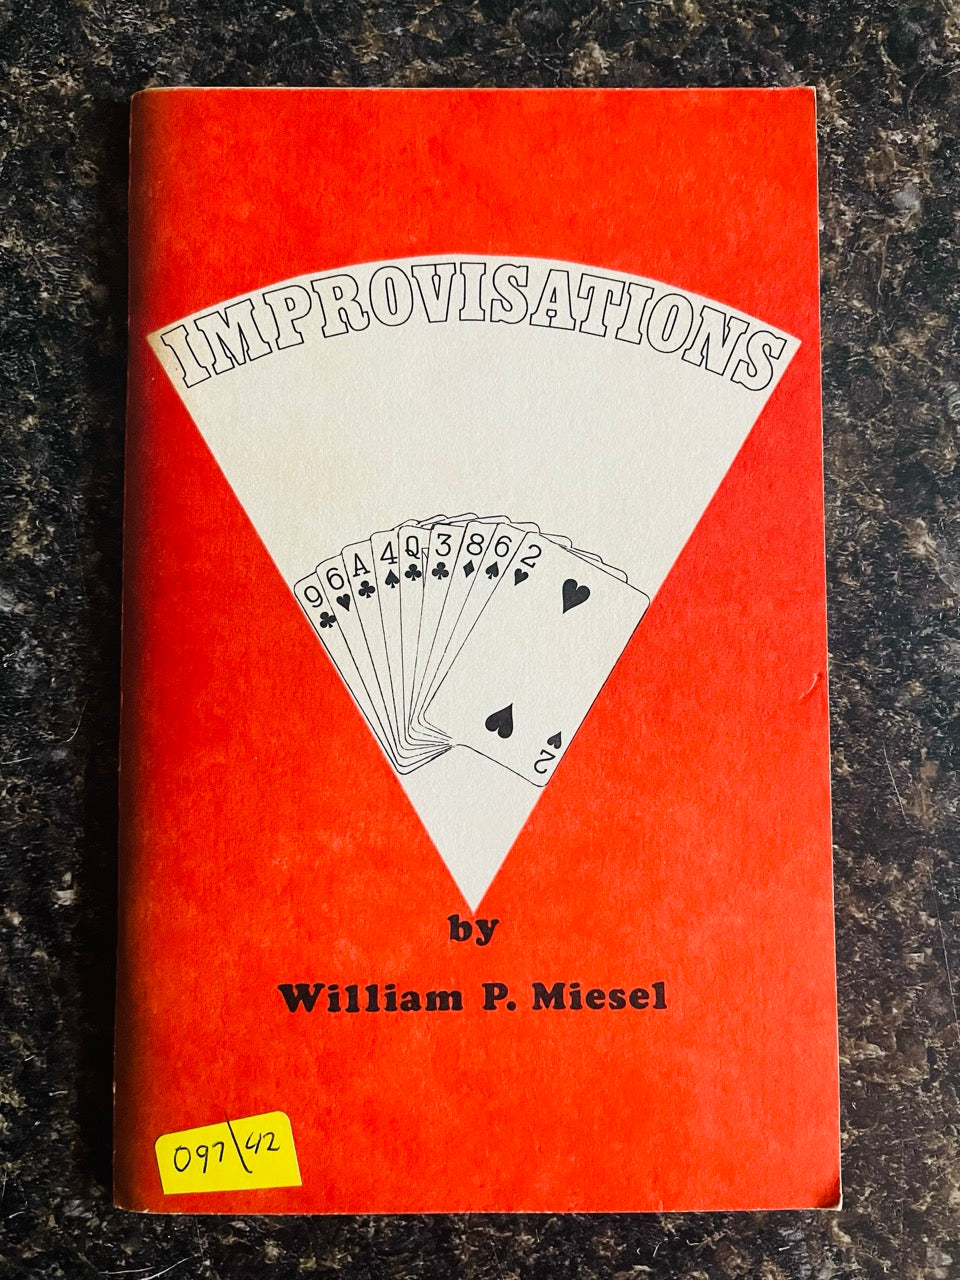 IMPROVISATIONS
9♣ 6♥ A♣ 4♠ Q♣ 3♣ 8♦ 6♠ 2♥
2
by
William P. Miesel
097\42